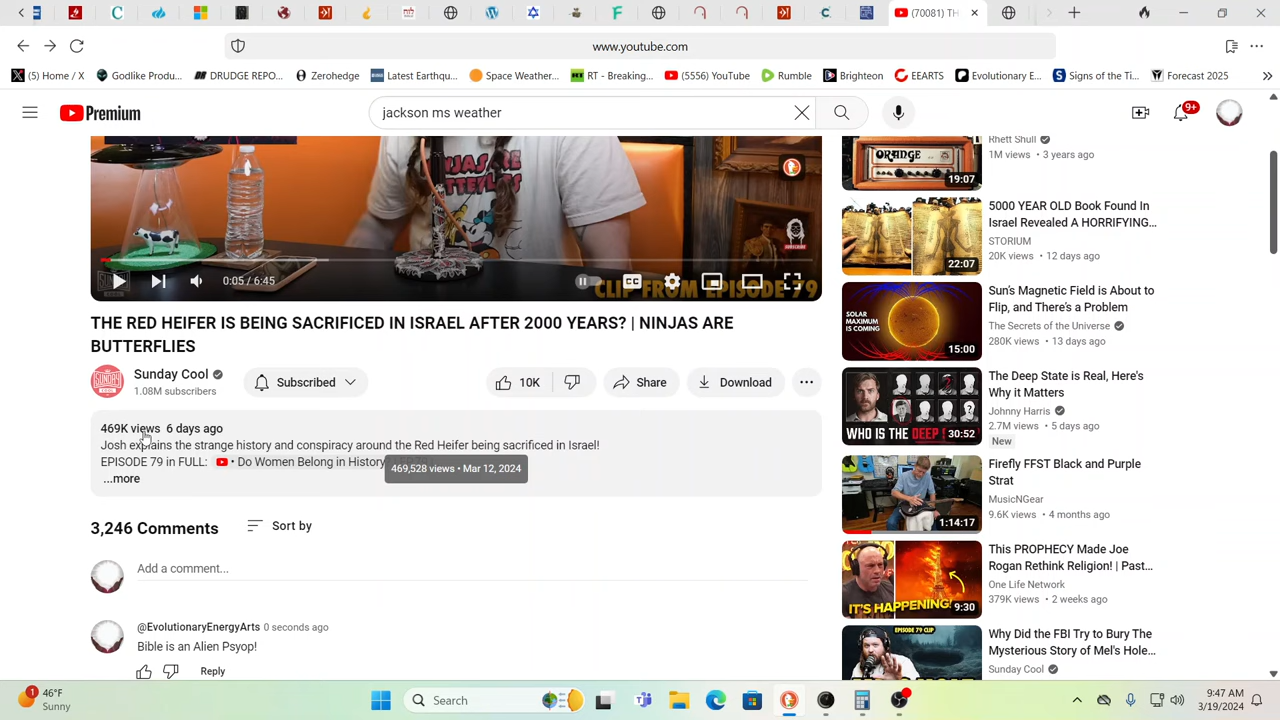 (70081) TH
www.youtube.com
(5) Home / X
Godlike Produ...
DRUDGE REPO...
Zerohedge
Latest Earthqu...
Space Weather...
RT - Breaking...
(5556) YouTube
Rumble
Brighteon
EEARTS
Evolutionary E...
Signs of the Ti...
Forecast 2025
Premium
jackson ms weather
9+
NINJAS ARE
BUTTERFLIES
0:05 / 6:45
CC
CLIP FROM EPISODE 79
THE RED HEIFER IS BEING SACRIFICED IN ISRAEL AFTER 2000 YEARS? | NINJAS ARE
BUTTERFLIES
Sunday Cool
1.08M subscribers
Subscribed
10K
Share
Download
469K views 6 days ago
Josh explains the strange history and conspiracy around the Red Heifer being sacrificed in Israel!
EPISODE 79 in FULL: • Do Women Belong in History
469,528 views • Mar 12, 2024
...more
3,246 Comments
Sort by
Add a comment...
@EvolutionaryEnergyArts 0 seconds ago
Bible is an Alien Psyop!
Reply
ORANGE
19:07
Rhett Shull
1M views • 3 years ago
22:07
5000 YEAR OLD Book Found In
Israel Revealed A HORRIFYING...
STORIUM
20K views • 12 days ago
SOLAR
MAXIMUM
IS COMING
15:00
Sun's Magnetic Field is About to
Flip, and There's a Problem
The Secrets of the Universe
280K views • 13 days ago
WHO IS THE DEEP
30:52
The Deep State is Real, Here's
Why it Matters
Johnny Harris
2.7M views • 5 days ago
New
1:14:17
Firefly FFST Black and Purple
Strat
MusicNGear
9.6K views • 4 months ago
IT'S HAPPENING!
9:30
This PROPHECY Made Joe
Rogan Rethink Religion! | Past...
One Life Network
379K views • 2 weeks ago
EPISODE 79 CLIP
Why Did the FBI Try to Bury The
Mysterious Story of Mel's Hole...
Sunday Cool
1
46°F
Sunny
Search
9:47 AM
3/19/2024